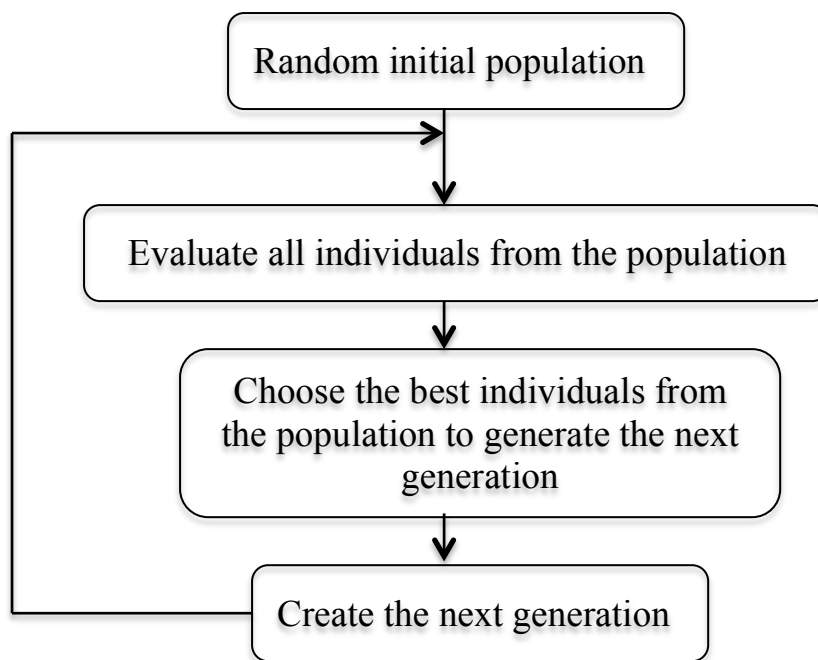 Random initial population
Evaluate all individuals from the population
Choose the best individuals from
the population to generate the next
generation
Create the next generation